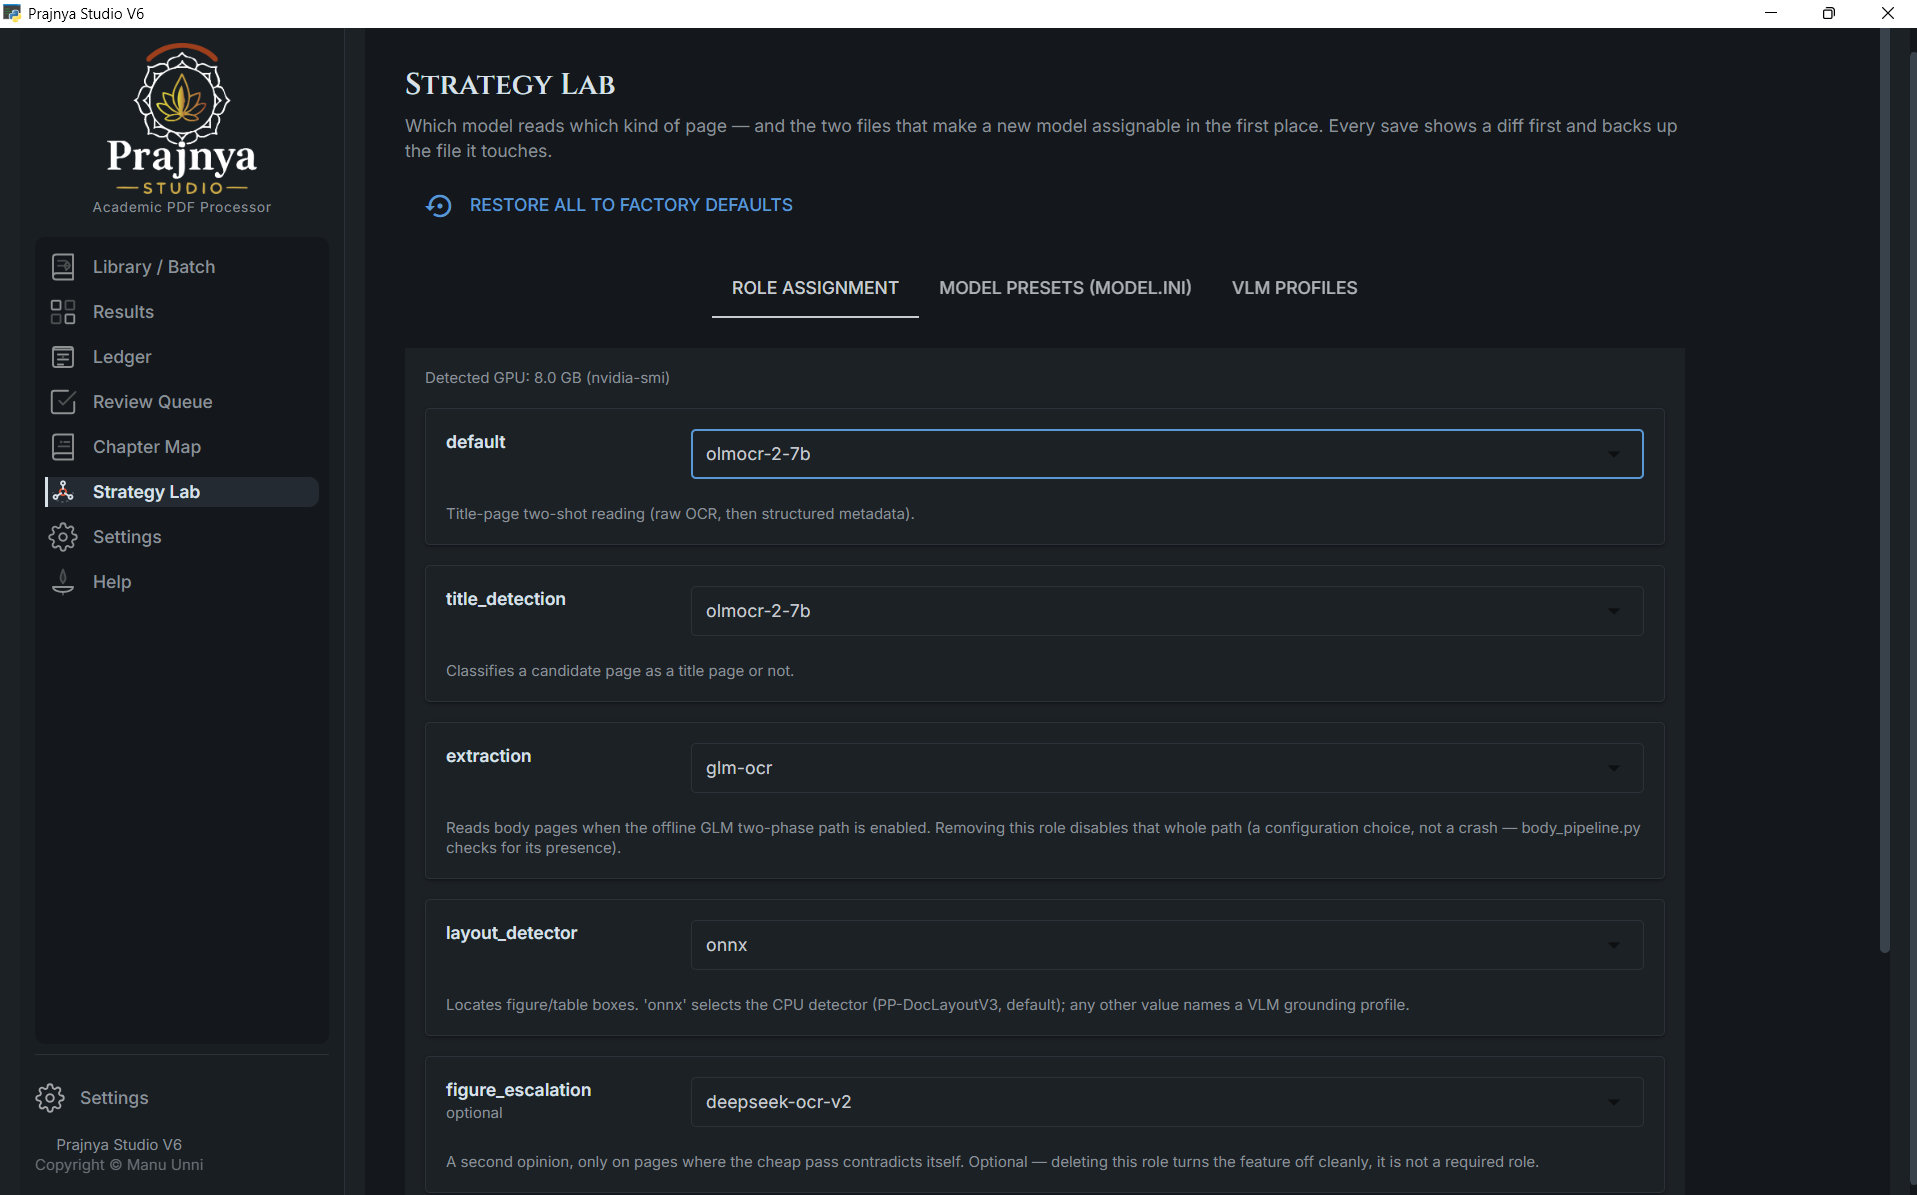 Prajnya Studio V6
Prajnya
STUDIO
Academic PDF Processor
Library / Batch
Results
Ledger
Review Queue
Chapter Map
Strategy Lab
Settings
Help
Settings
Prajnya Studio V6
Copyright © Manu Unni
STRATEGY LAB
Which model reads which kind of page — and the two files that make a new model assignable in the first place. Every save shows a diff first and backs up
the file it touches.
RESTORE ALL TO FACTORY DEFAULTS
ROLE ASSIGNMENT
MODEL PRESETS (MODEL.INI)
VLM PROFILES
Detected GPU: 8.0 GB (nvidia-smi)
default
olmocr-2-7b
Title-page two-shot reading (raw OCR, then structured metadata).
title_detection
olmocr-2-7b
Classifies a candidate page as a title page or not.
extraction
glm-ocr
Reads body pages when the offline GLM two-phase path is enabled. Removing this role disables that whole path (a configuration choice, not a crash — body_pipeline.py
checks for its presence).
layout_detector
onnx
Locates figure/table boxes. 'onnx' selects the CPU detector (PP-DocLayoutV3, default); any other value names a VLM grounding profile.
figure_escalation
optional
deepseek-ocr-v2
A second opinion, only on pages where the cheap pass contradicts itself. Optional — deleting this role turns the feature off cleanly, it is not a required role.